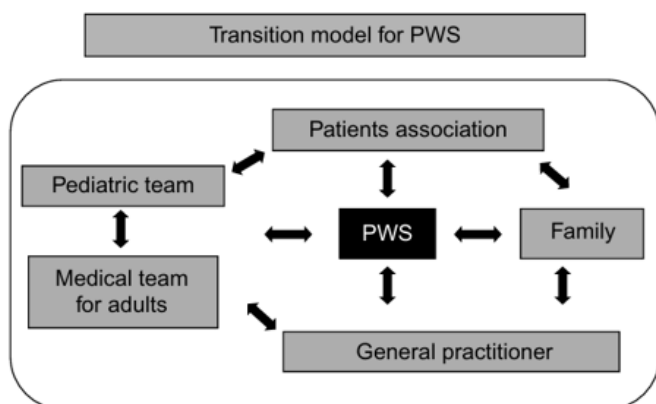 Transition model for PWS
Patients association
Pediatric team
PWS
Family
Medical team
for adults
General practitioner